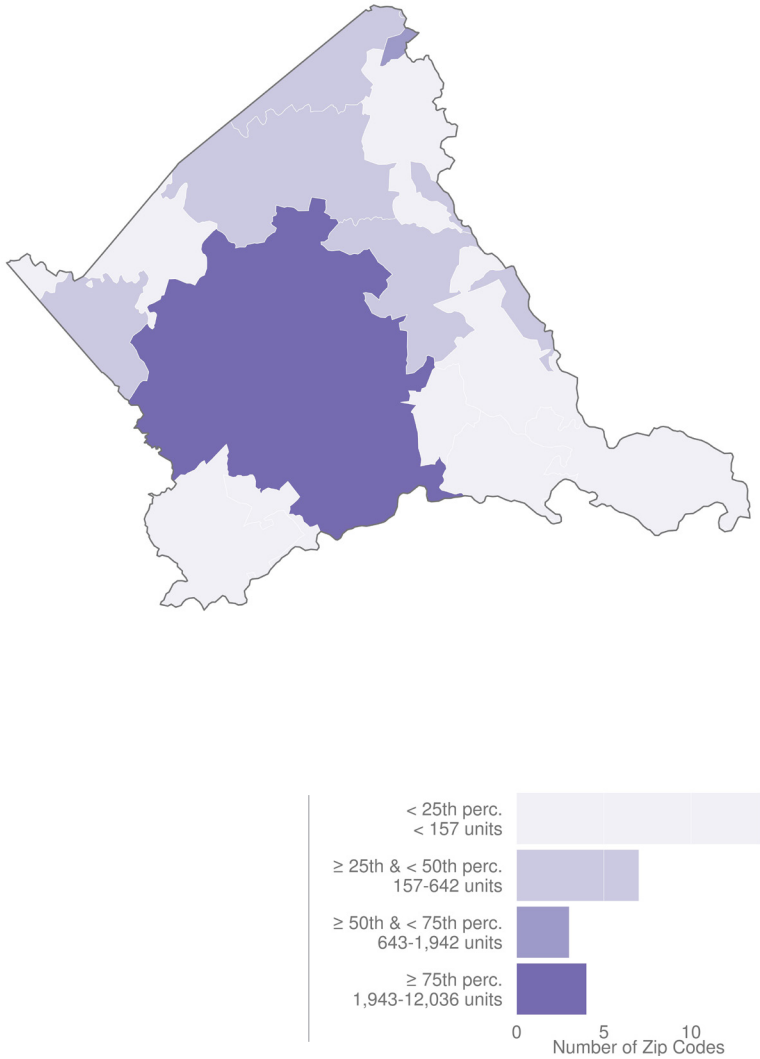 < 25th perc.
< 157 units
≥ 25th & < 50th perc.
157-642 units
≥ 50th & < 75th perc.
643-1,942 units
≥ 75th perc.
1,943-12,036 units
0 5 10
Number of Zip Codes